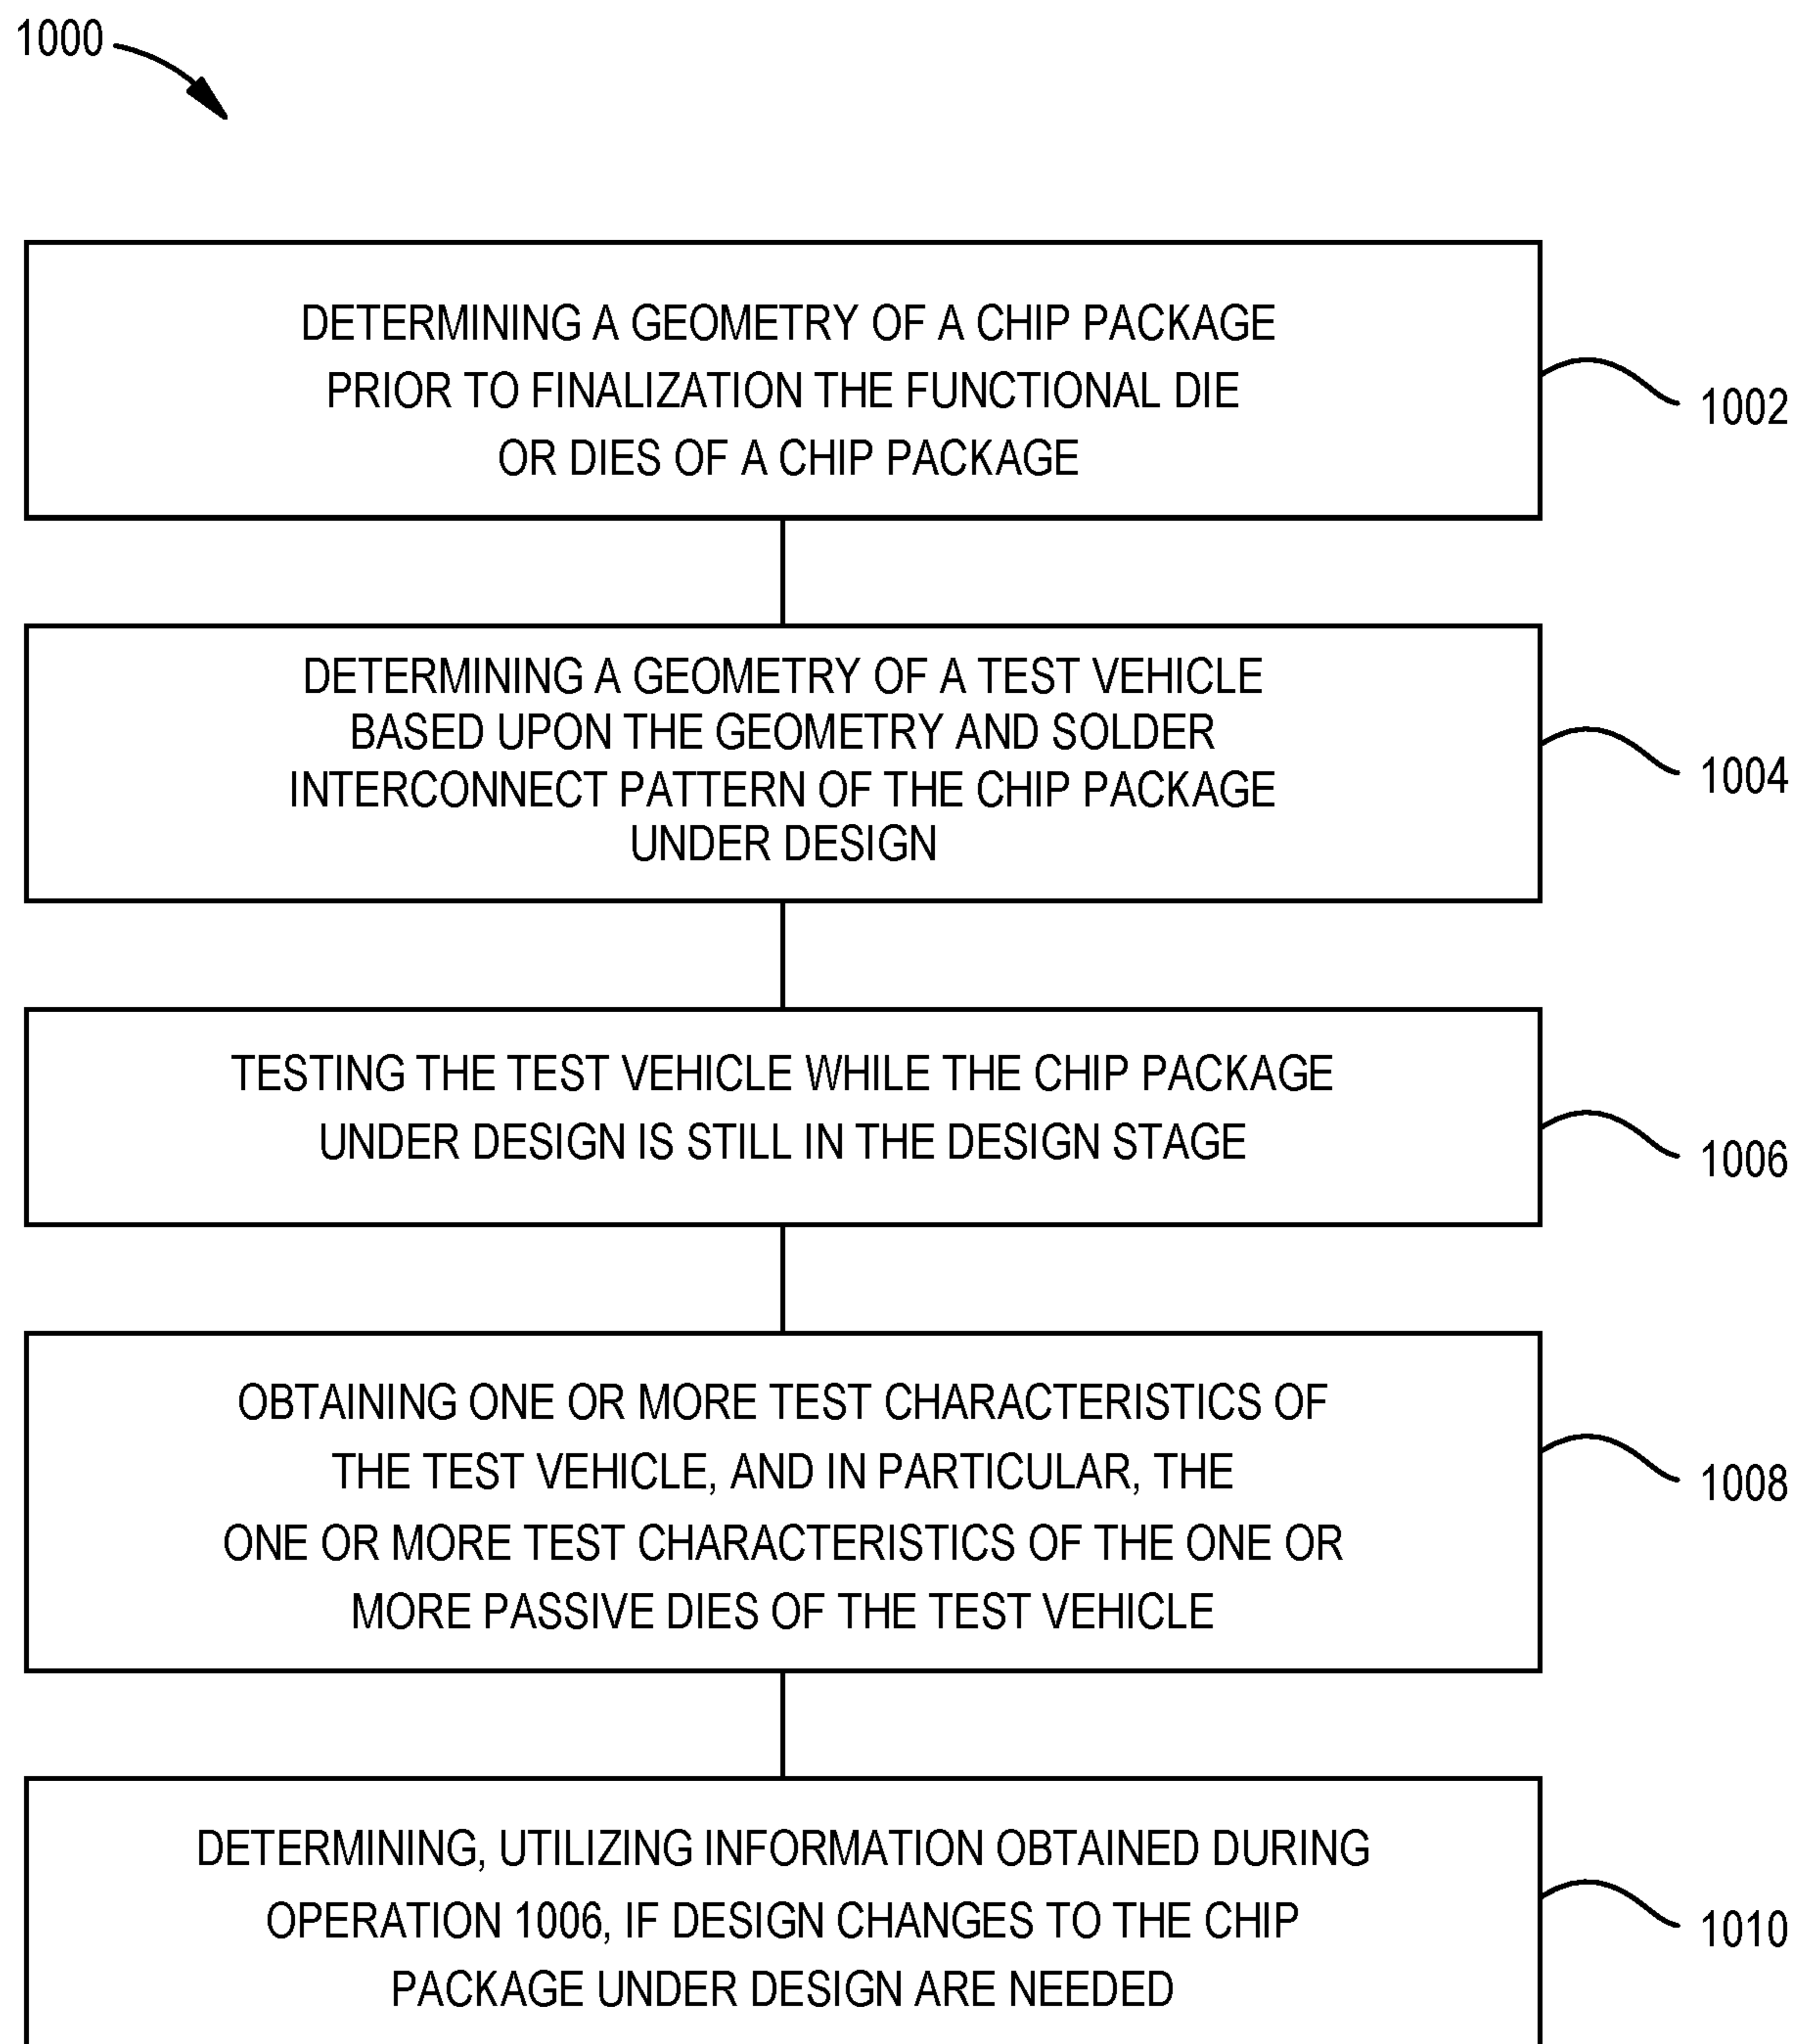 1000
DETERMINING A GEOMETRY OF A CHIP PACKAGE
PRIOR TO FINALIZATION THE FUNCTIONAL DIE
OR DIES OF A CHIP PACKAGE
1002
DETERMINING A GEOMETRY OF A TEST VEHICLE
BASED UPON THE GEOMETRY AND SOLDER
INTERCONNECT PATTERN OF THE CHIP PACKAGE
UNDER DESIGN
1004
TESTING THE TEST VEHICLE WHILE THE CHIP PACKAGE
UNDER DESIGN IS STILL IN THE DESIGN STAGE
1006
OBTAINING ONE OR MORE TEST CHARACTERISTICS OF
THE TEST VEHICLE, AND IN PARTICULAR, THE
ONE OR MORE TEST CHARACTERISTICS OF THE ONE OR
MORE PASSIVE DIES OF THE TEST VEHICLE
1008
DETERMINING, UTILIZING INFORMATION OBTAINED DURING
OPERATION 1006, IF DESIGN CHANGES TO THE CHIP
PACKAGE UNDER DESIGN ARE NEEDED
1010